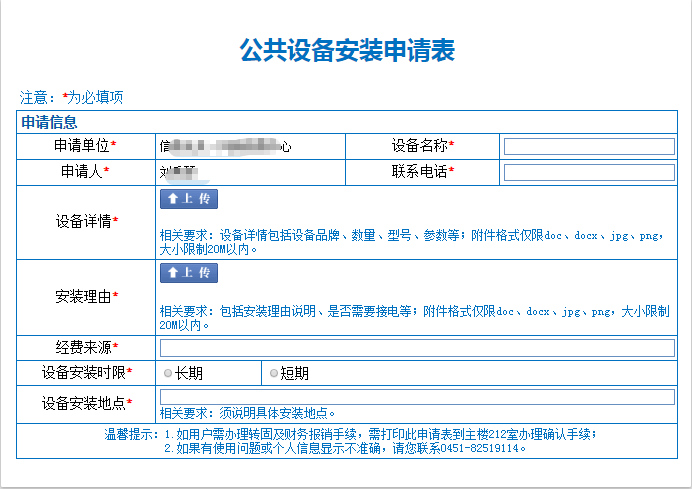 公共设备安装申请表
注意：*为必填项
申请信息
申请单位* 信 心 设备名称*
申请人* 刘 联系电话*
设备详情* 上 传
相关要求：设备详情包括设备品牌、数量、型号、参数等；附件格式仅限doc、docx、jpg、png，
大小限制20M以内。
安装理由* 上 传
相关要求：包括安装理由说明、是否需要接电等；附件格式仅限doc、docx、jpg、png，大小限制
20M以内。
经费来源*
设备安装时限* 长期 短期
设备安装地点*
相关要求：须说明具体安装地点。
温馨提示：1.如用户需办理转固及财务报销手续，需打印此申请表到主楼212室办理确认手续；
2.如果有使用问题或个人信息显示不准确，请您联系0451-82519114。